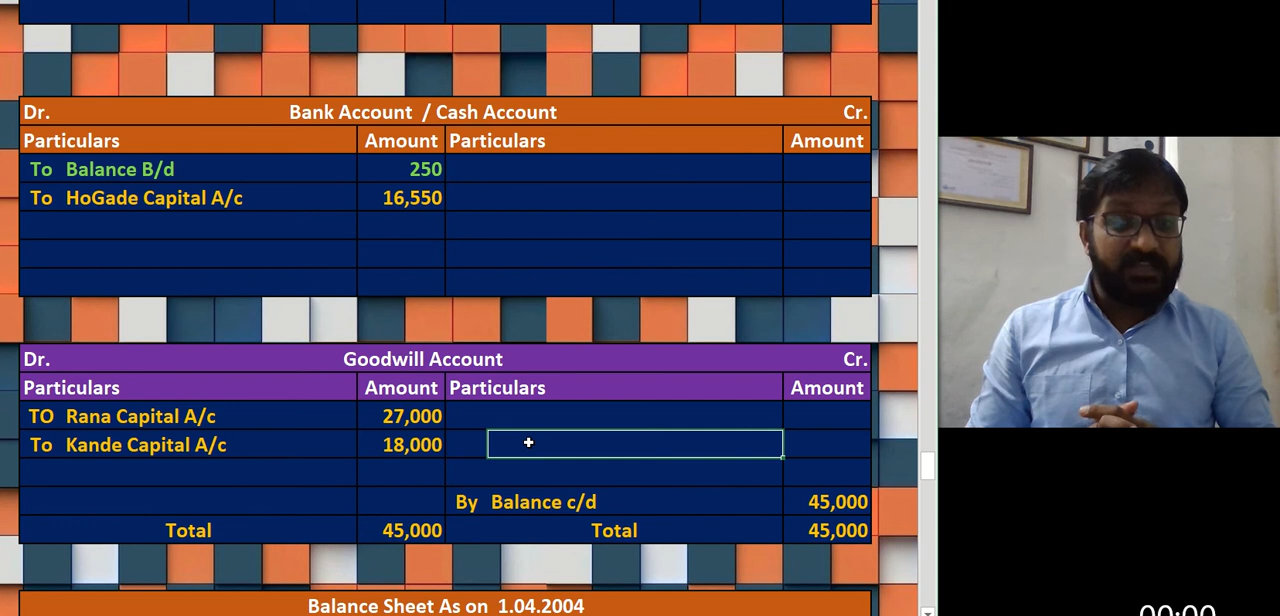 Dr. Bank Account / Cash Account Cr.
Particulars Amount Particulars Amount
To Balance B/d 250
To HoGade Capital A/c 16,550
Dr. Goodwill Account Cr.
Particulars Amount Particulars Amount
TO Rana Capital A/c 27,000
To Kande Capital A/c 18,000
By Balance c/d 45,000
Total 45,000 Total 45,000
Balance Sheet As on 1.04.2004
00:00